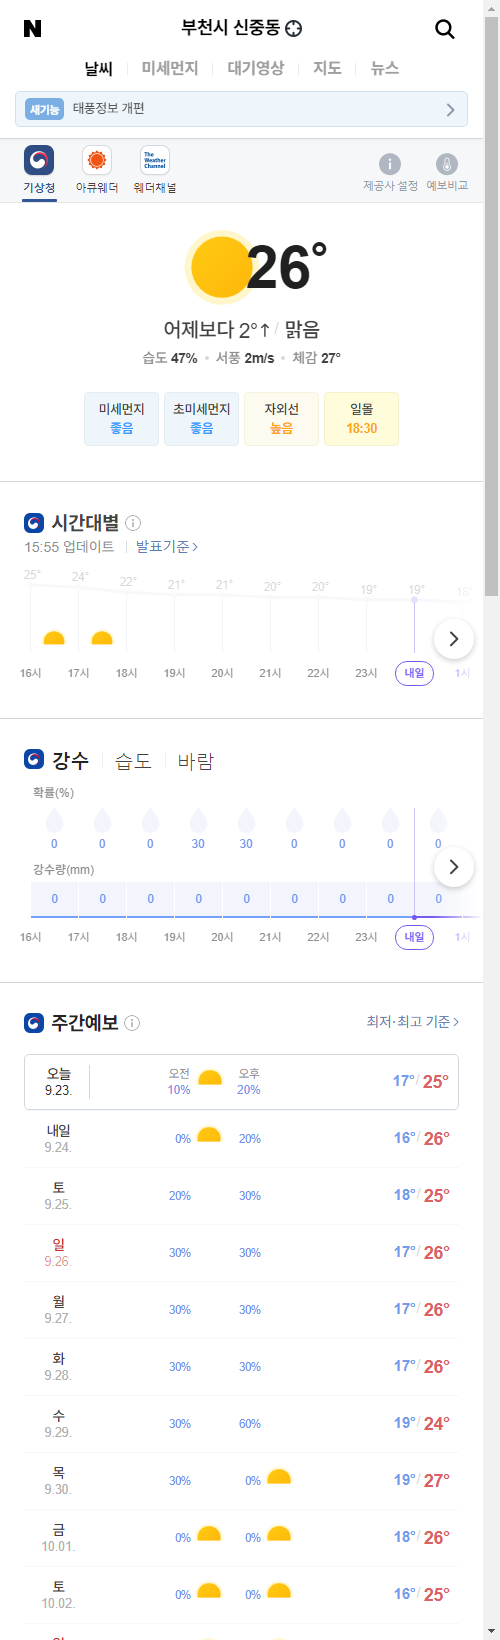 N
부천시 신중동
날씨 미세먼지 대기영상 지도 뉴스
새기능 태풍정보 개편
The Weather Channel
기상청 아큐웨더 웨더채널 제공사 설정 예보비교
26°
어제보다 2°↑ / 맑음
습도 47% • 서풍 2m/s • 체감 27°
미세먼지 초미세먼지 자외선 일몰
좋음 좋음 높음 18:30
시간대별
15:55 업데이트 발표기준 >
25° 24° 22° 21° 21° 20° 20° 19° 19° 18°
16시 17시 18시 19시 20시 21시 22시 23시 내일 1시
강수 습도 바람
확률(%)
0 0 0 30 30 0 0 0 0
강수량(mm)
0 0 0 0 0 0 0 0 0
16시 17시 18시 19시 20시 21시 22시 23시 내일 1시
주간예보 최저·최고 기준 >
오늘 9.23. 오전 10% 오후 20% 17° / 25°
내일 9.24. 0% 20% 16° / 26°
토 9.25. 20% 30% 18° / 25°
일 9.26. 30% 30% 17° / 26°
월 9.27. 30% 30% 17° / 26°
화 9.28. 30% 30% 17° / 26°
수 9.29. 30% 60% 19° / 24°
목 9.30. 30% 0% 19° / 27°
금 10.01. 0% 0% 18° / 26°
토 10.02. 0% 0% 16° / 25°